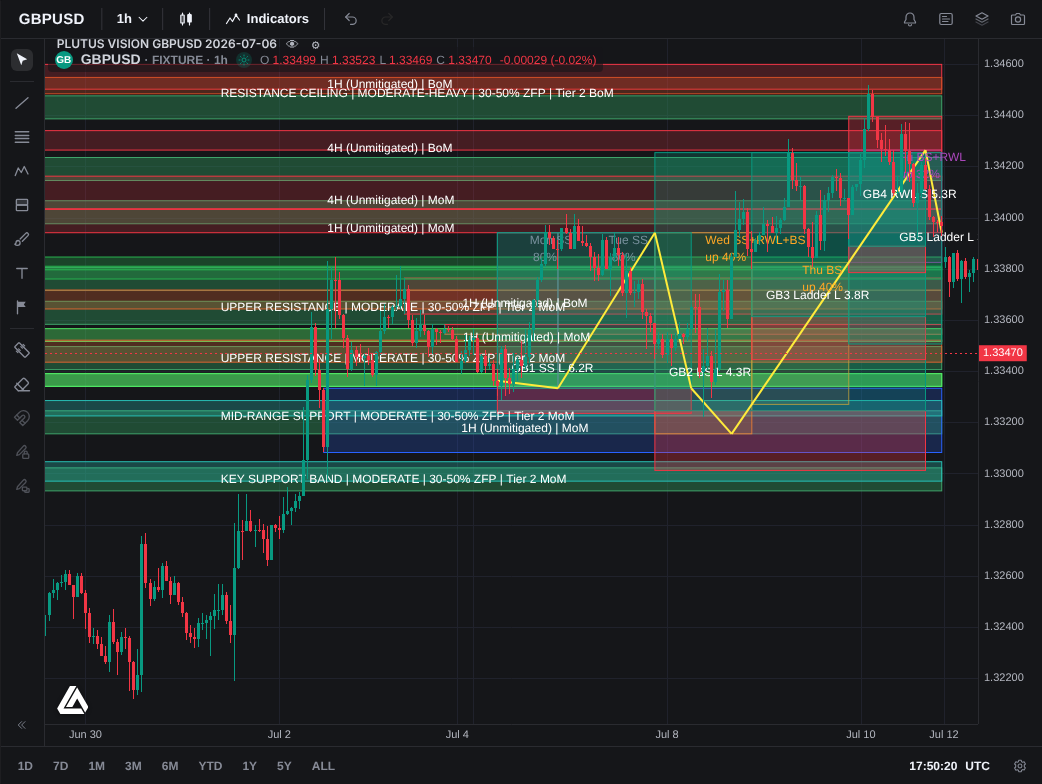 GBPUSD 1h Indicators
PLUTUS VISION GBPUSD 2026-07-06
GB GBPUSD · FIXTURE · 1h O 1.33499 H 1.33523 L 1.33469 C 1.33470 -0.00029 (-0.02%)
1H (Unmitigated) | BoM
RESISTANCE CEILING | MODERATE-HEAVY | 30-50% ZFP | Tier 2 BoM
4H (Unmitigated) | BoM
+RWL
4H (Unmitigated) | MoM
GB4 RWL S 5.3R
1H (Unmitigated) | MoM
GB5 Ladder L
Mon SS
80%
Tue SS
Wed SS+RWL+BS
up 40%
Thu BS
up 40%
GB3 Ladder L 3.8R
1H (Unmitigated) | BoM
UPPER RESISTANCE | MODERATE | 30-50% ZFP | Tier 2 MoM
1H (Unmitigated) | MoM
UPPER RESISTANCE | MODERATE | 30-50% ZFP | Tier 2 MoM
GB1 SS L 6.2R
GB2 BS L 4.3R
MID-RANGE SUPPORT | MODERATE | 30-50% ZFP | Tier 2 MoM
1H (Unmitigated) | MoM
KEY SUPPORT BAND | MODERATE | 30-50% ZFP | Tier 2 MoM
1.34600
1.34400
1.34200
1.34000
1.33800
1.33600
1.33470
1.33400
1.33200
1.33000
1.32800
1.32600
1.32400
1.32200
Jun 30 Jul 2 Jul 4 Jul 8 Jul 10 Jul 12
1D 7D 1M 3M 6M YTD 1Y 5Y ALL 17:50:20 UTC